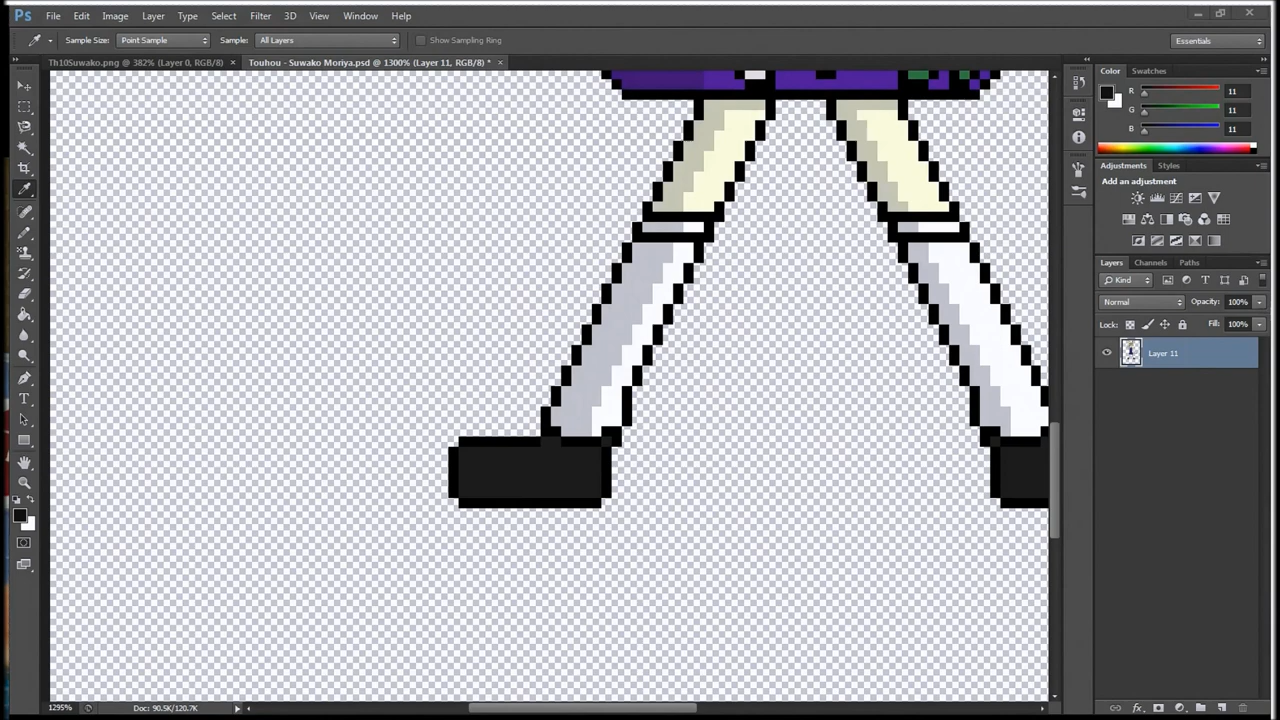 Ps File Edit Image Layer Type Select Filter 3D View Window Help
Sample Size: Point Sample Sample: All Layers Show Sampling Ring Essentials
Th10Suwako.png @ 382% (Layer 0, RGB/8) × Touhou - Suwako Moriya.psd @ 1300% (Layer 11, RGB/8) * ×
Color Swatches
R 11
G 11
B 11
Adjustments Styles
Add an adjustment
Layers Channels Paths
Kind
Normal Opacity: 100%
Lock: Fill: 100%
Layer 11
1295% Doc: 90.5K/120.7K